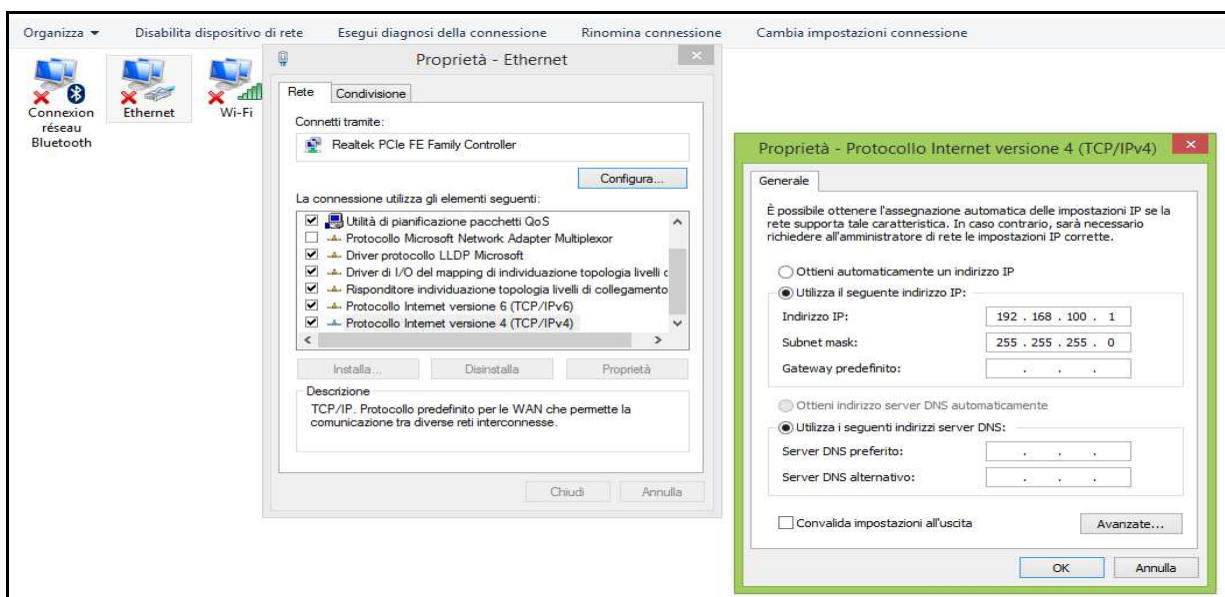 Organizza Disabilita dispositivo di rete Esegui diagnosi della connessione Rinomina connessione Cambia impostazioni connessione
Connexion
réseau
Bluetooth
Ethernet
Wi-Fi
Proprietà - Ethernet
Rete Condivisione
Connetti tramite:
Realtek PCIe FE Family Controller
Configura...
La connessione utilizza gli elementi seguenti:
Utilità di pianificazione pacchetti QoS
Protocollo Microsoft Network Adapter Multiplexor
Driver protocollo LLDP Microsoft
Driver di I/O del mapping di individuazione topologia livelli c
Risponditore individuazione topologia livelli di collegamento
Protocollo Internet versione 6 (TCP/IPv6)
Protocollo Internet versione 4 (TCP/IPv4)
Installa... Disinstalla Proprietà
Descrizione
TCP/IP. Protocollo predefinito per le WAN che permette la
comunicazione tra diverse reti interconnesse.
Chiudi Annulla
Proprietà - Protocollo Internet versione 4 (TCP/IPv4)
Generale
È possibile ottenere l'assegnazione automatica delle impostazioni IP se la
rete supporta tale caratteristica. In caso contrario, sarà necessario
richiedere all'amministratore di rete le impostazioni IP corrette.
Ottieni automaticamente un indirizzo IP
Utilizza il seguente indirizzo IP:
Indirizzo IP: 192 . 168 . 100 . 1
Subnet mask: 255 . 255 . 255 . 0
Gateway predefinito: . . .
Ottieni indirizzo server DNS automaticamente
Utilizza i seguenti indirizzi server DNS:
Server DNS preferito: . . .
Server DNS alternativo: . . .
Convalida impostazioni all'uscita Avanzate...
OK Annulla